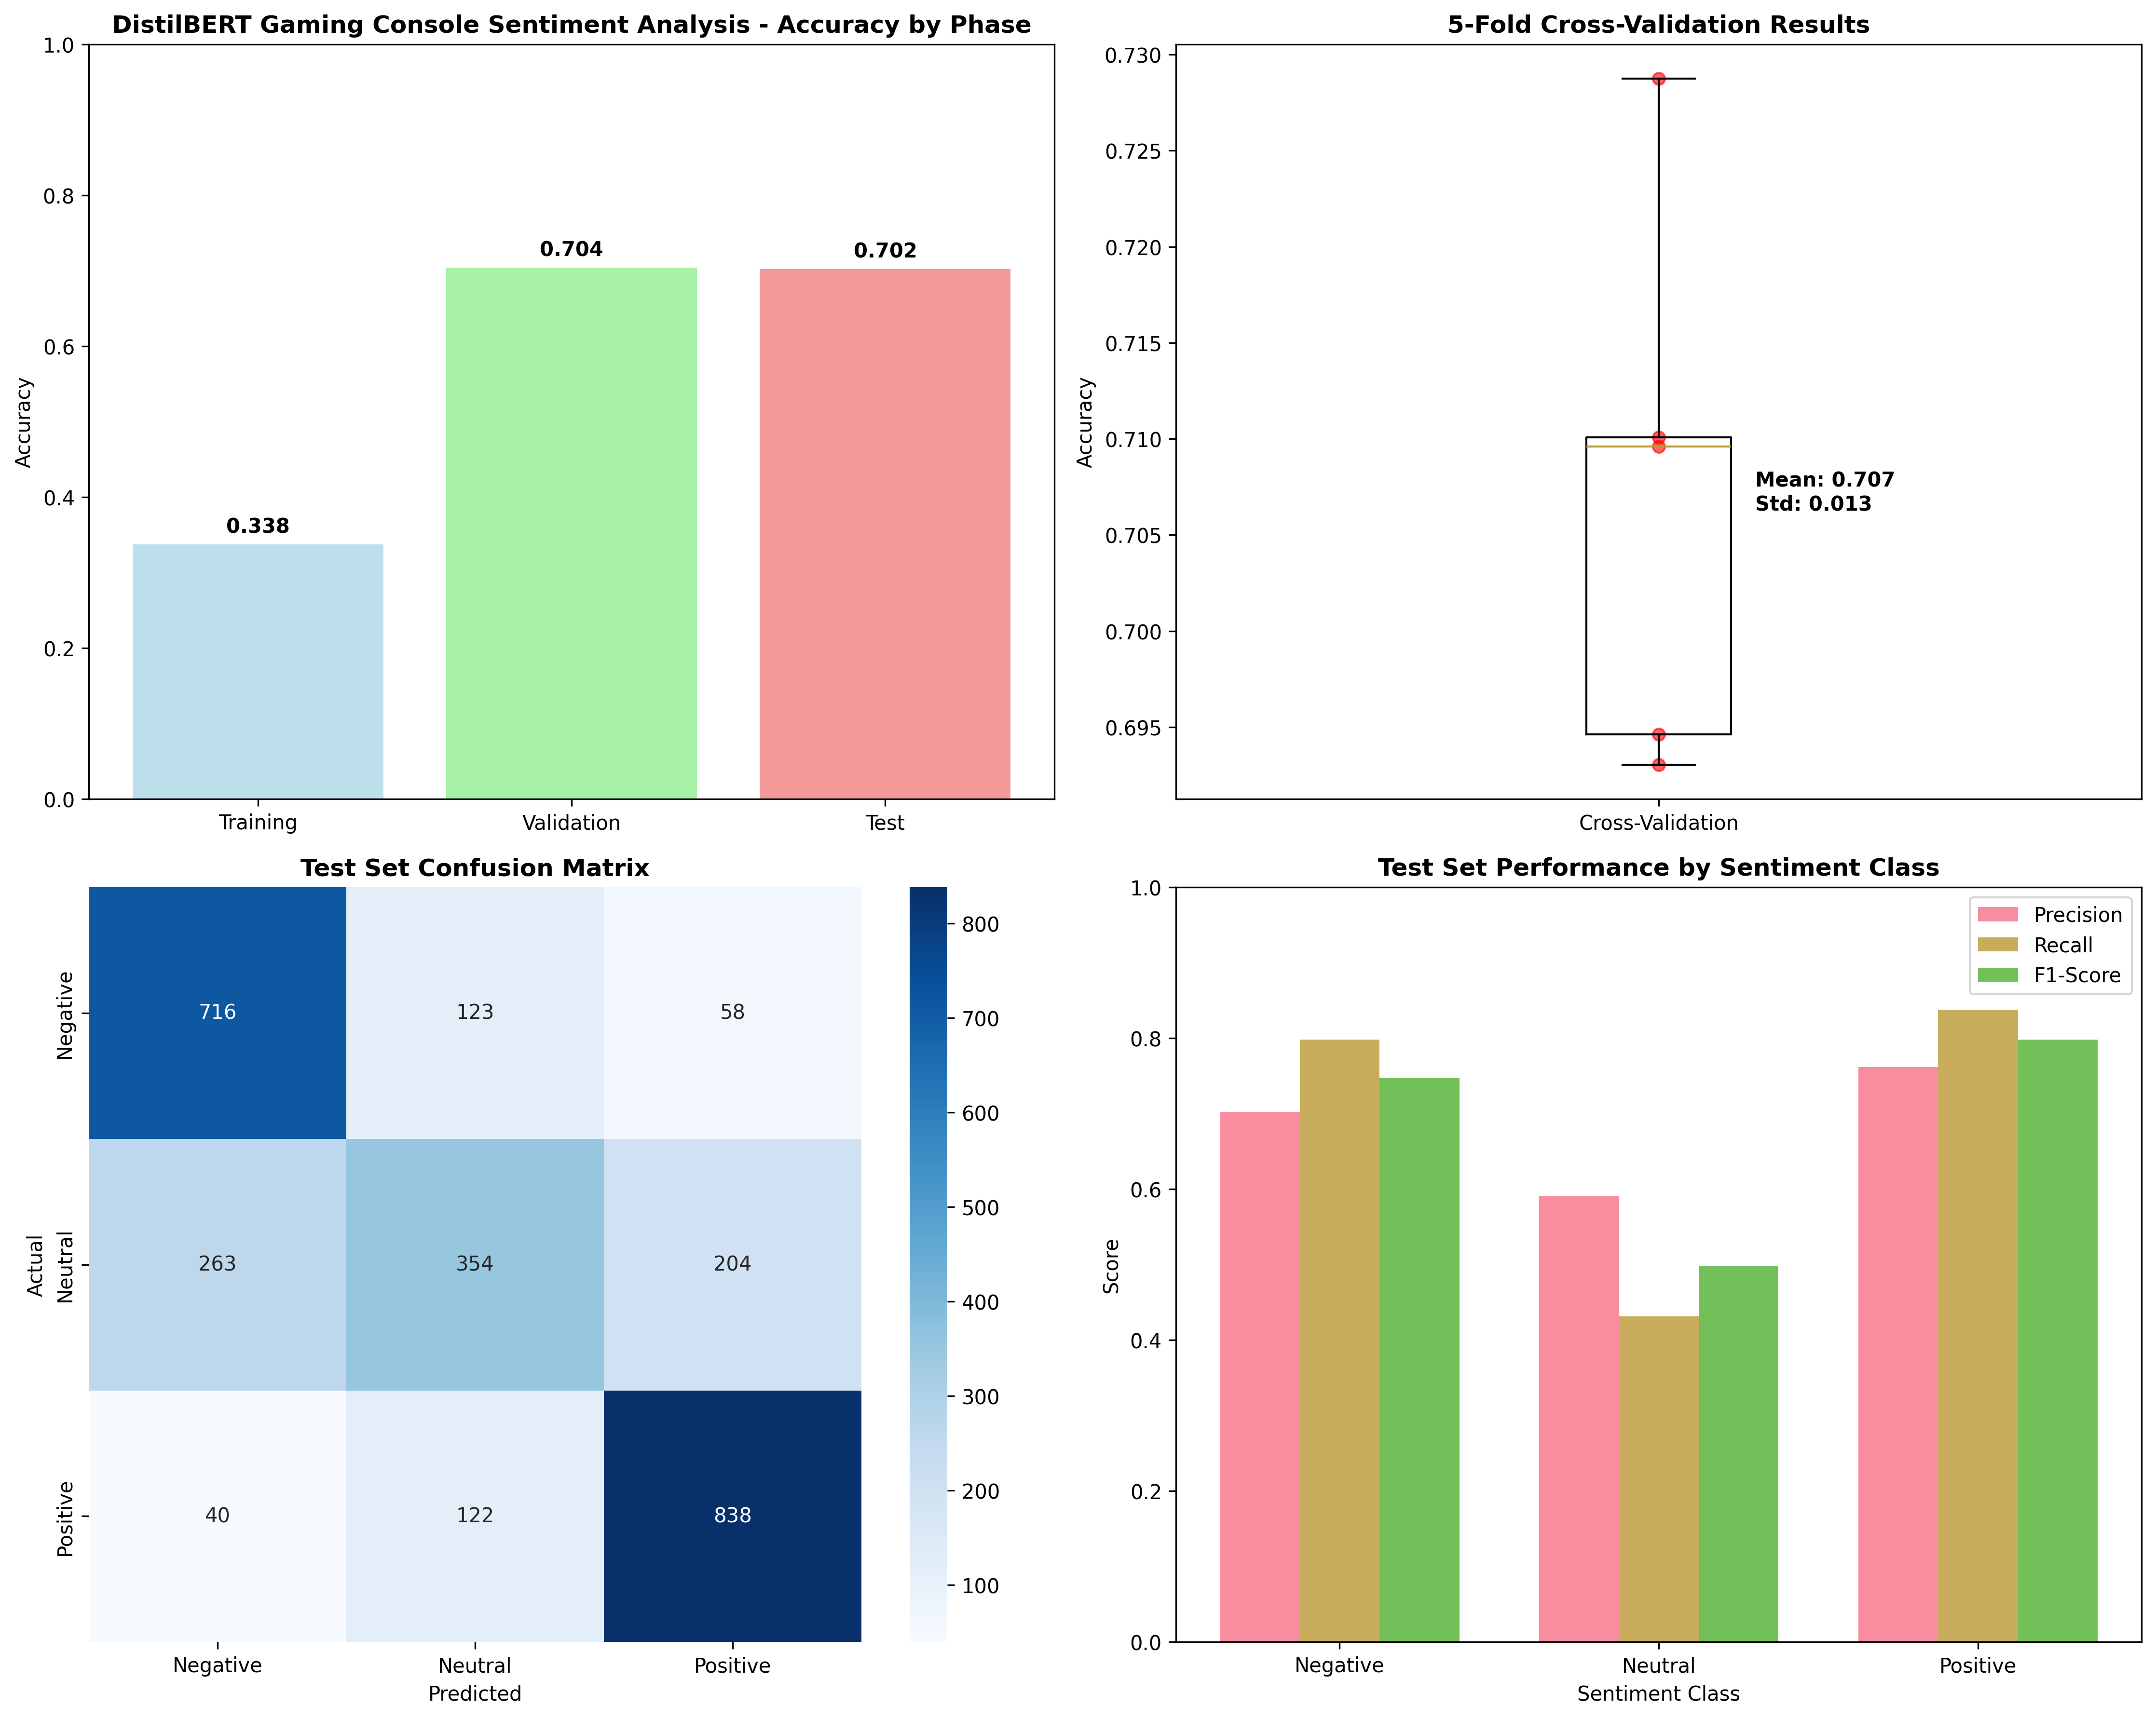 DistilBERT Gaming Console Sentiment Analysis - Accuracy by Phase
Accuracy
1.0
0.8
0.6
0.4
0.2
0.0
0.338
0.704
0.702
Training
Validation
Test
5-Fold Cross-Validation Results
Accuracy
0.730
0.725
0.720
0.715
0.710
0.705
0.700
0.695
Mean: 0.707
Std: 0.013
Cross-Validation
Test Set Confusion Matrix
Actual
Negative
Neutral
Positive
716
123
58
263
354
204
40
122
838
Negative
Neutral
Positive
Predicted
800
700
600
500
400
300
200
100
Test Set Performance by Sentiment Class
Score
1.0
0.8
0.6
0.4
0.2
0.0
Precision
Recall
F1-Score
Negative
Neutral
Positive
Sentiment Class